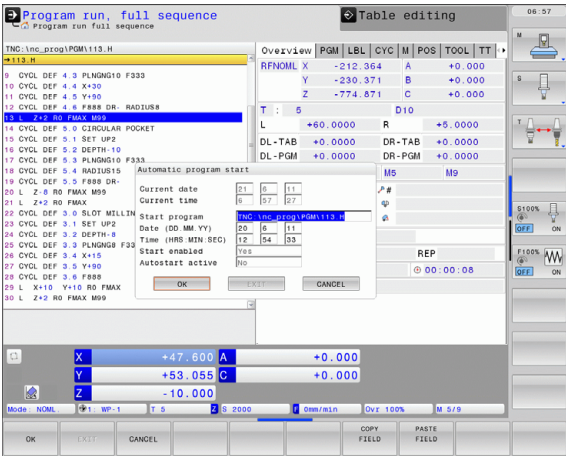 Program run, full sequence
Program run full sequence
Table editing
06:57
TNC:\nc_prog\PGM\113.H
→113.H
9 CYCL DEF 4.3 PLNGNG10 F333
10 CYCL DEF 4.4 X+30
11 CYCL DEF 4.5 Y+90
12 CYCL DEF 4.6 F888 DR- RADIUS8
13 L Z+2 R0 FMAX M99
14 CYCL DEF 5.0 CIRCULAR POCKET
15 CYCL DEF 5.1 SET UP2
16 CYCL DEF 5.2 DEPTH-10
17 CYCL DEF 5.3 PLNGNG10 F333
18 CYCL DEF 5.4 RADIUS15
19 CYCL DEF 5.5 F888 DR-
20 L Z-8 R0 FMAX M99
21 L Z+2 R0 FMAX
22 CYCL DEF 3.0 SLOT MILLIN
23 CYCL DEF 3.1 SET UP2
24 CYCL DEF 3.2 DEPTH-8
25 CYCL DEF 3.3 PLNGNG8 F33
26 CYCL DEF 3.4 X+15
27 CYCL DEF 3.5 Y+90
28 CYCL DEF 3.6 F888
29 L X+10 Y+10 R0 FMAX
30 L Z+2 R0 FMAX M99
Overview PGM LBL CYC M POS TOOL TT
RFNOML X -212.364 A +0.000
Y -230.371 B +0.000
Z -774.871 C +0.000
T : 5 D10
L +60.0000 R +5.0000
DL-TAB +0.0000 DR-TAB +0.0000
DL-PGM +0.0000 DR-PGM +0.0000
M5 M9
P#
REP
00:00:08
Automatic program start
Current date 21 6 11
Current time 6 57 27
Start program TNC:\nc_prog\PGM\113.H
Date (DD.MM.YY) 20 6 11
Time (HRS:MIN:SEC) 12 54 33
Start enabled Yes
Autostart active No
OK EXIT CANCEL
M
S
T
S100%
OFF ON
F100%
OFF ON
X +47.600 A +0.000
Y +53.055 C +0.000
Z -10.000
Mode: NOML. 1: WP-1 T 5 Z S 2000 F 0mm/min Ovr 100% M 5/9
OK EXIT CANCEL COPY FIELD PASTE FIELD